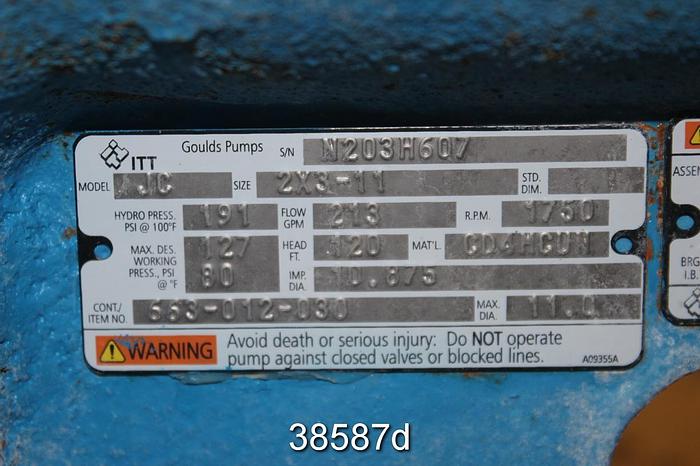 ITT Goulds Pumps S/N N203H607
MODEL JC SIZE 2X3-11 STD. DIM.
HYDRO PRESS. PSI @ 100°F 191 FLOW GPM 213 R.P.M. 1750
MAX. DES. WORKING PRESS., PSI @ °F 127 80 HEAD FT. 120 MAT'L.
IMP. DIA. 10.875
CONT./ ITEM NO. 553-012-030 MAX. DIA. 11.0
WARNING Avoid death or serious injury: Do NOT operate
pump against closed valves or blocked lines. A09355A
ASSEM
BRG
I.B.
38587d